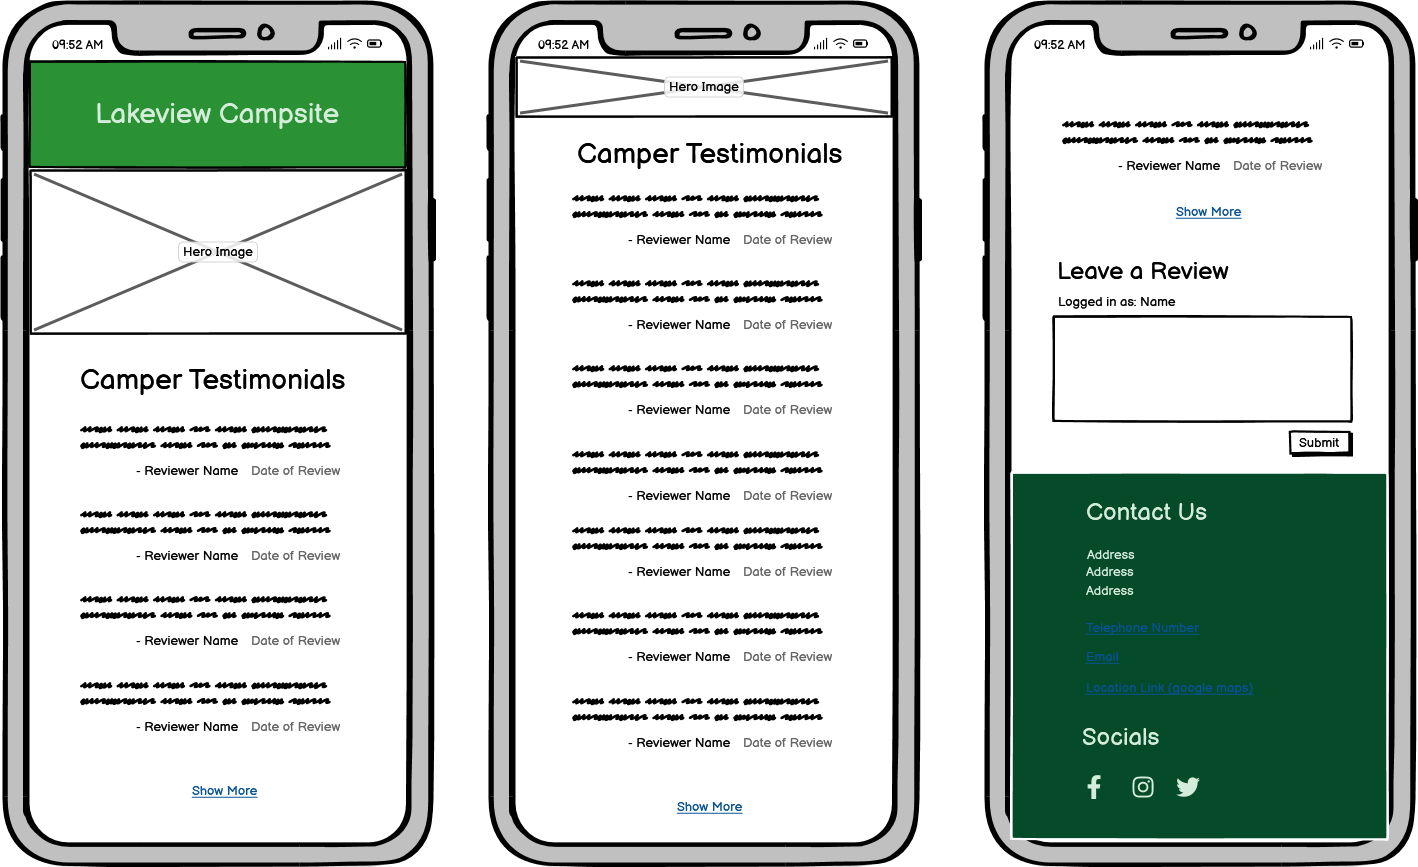 09:52 AM
Lakeview Campsite
Hero Image
Camper Testimonials
- Reviewer Name Date of Review
- Reviewer Name Date of Review
- Reviewer Name Date of Review
- Reviewer Name Date of Review
Show More
09:52 AM
Hero Image
Camper Testimonials
- Reviewer Name Date of Review
- Reviewer Name Date of Review
- Reviewer Name Date of Review
- Reviewer Name Date of Review
- Reviewer Name Date of Review
- Reviewer Name Date of Review
- Reviewer Name Date of Review
Show More
09:52 AM
- Reviewer Name Date of Review
Show More
Leave a Review
Logged in as: Name
Submit
Contact Us
Address
Address
Address
Telephone Number
Email
Location Link (google maps)
Socials